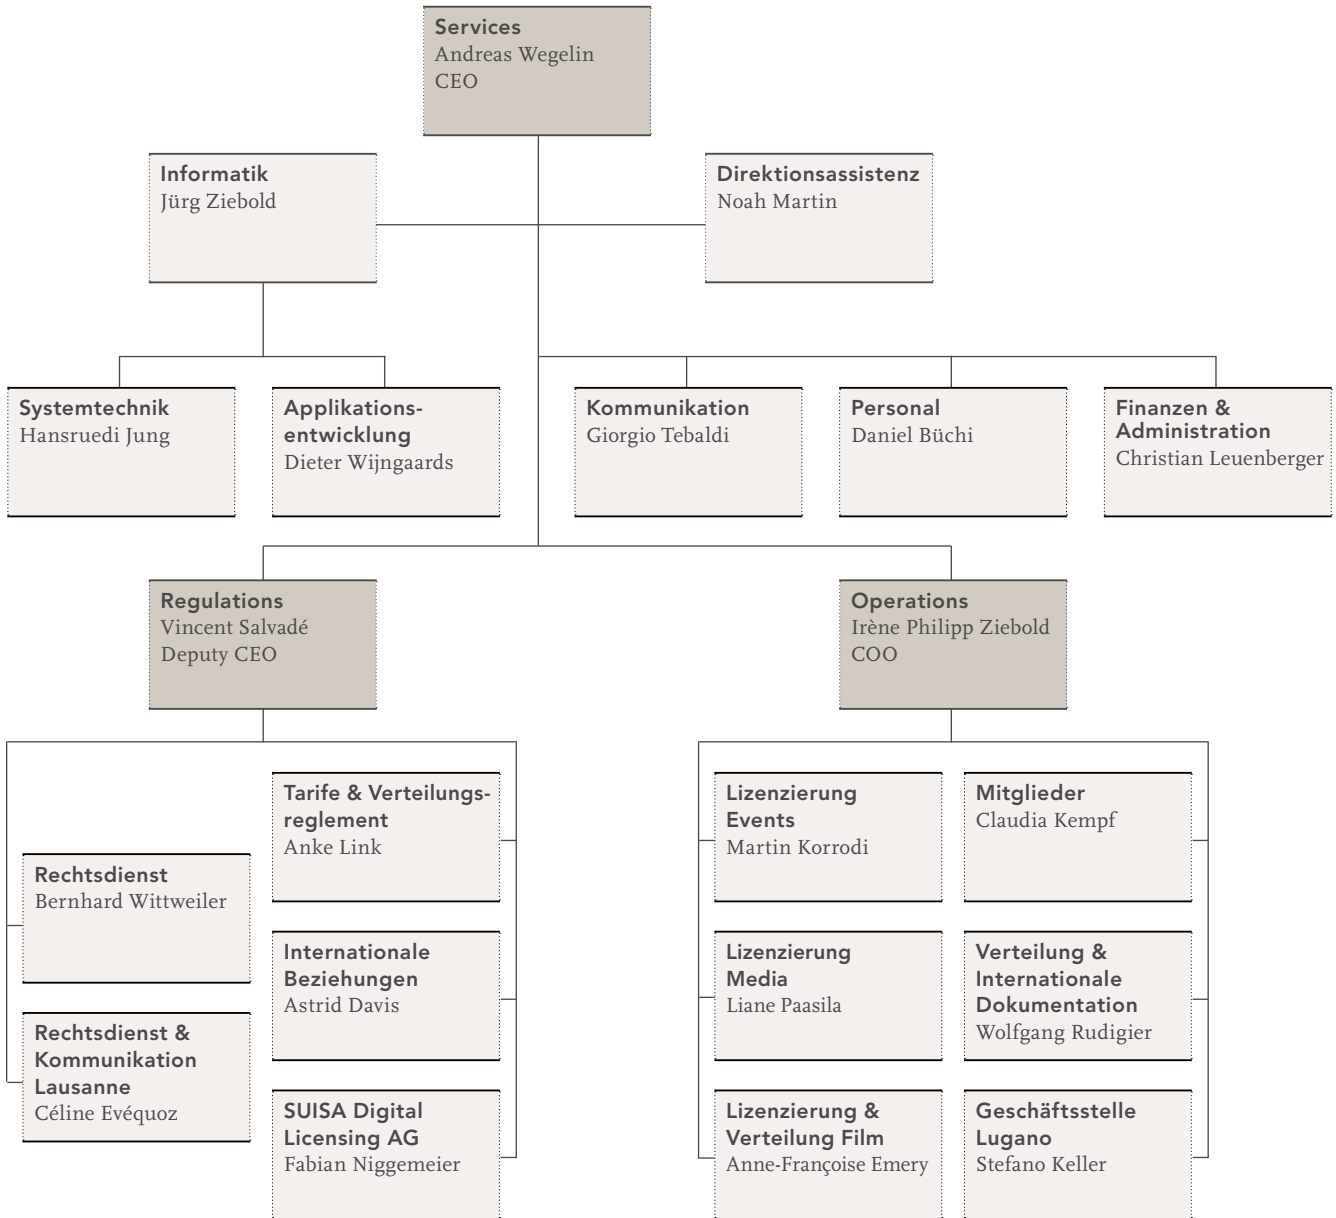 Services
Andreas Wegelin
CEO
Informatik
Jürg Ziebold
Direktionsassistenz
Noah Martin
Systemtechnik
Hansruedi Jung
Applikations-
entwicklung
Dieter Wijngaards
Kommunikation
Giorgio Tebaldi
Personal
Daniel Büchi
Finanzen &
Administration
Christian Leuenberger
Regulations
Vincent Salvadé
Deputy CEO
Operations
Irène Philipp Ziebold
COO
Rechtsdienst
Bernhard Wittweiler
Rechtsdienst &
Kommunikation
Lausanne
Céline Evéquoz
Tarife & Verteilungs-
reglement
Anke Link
Internationale
Beziehungen
Astrid Davis
SUISA Digital
Licensing AG
Fabian Niggemeier
Lizenzierung
Events
Martin Korrodi
Lizenzierung
Media
Liane Paasila
Lizenzierung &
Verteilung Film
Anne-Françoise Emery
Mitglieder
Claudia Kempf
Verteilung &
Internationale
Dokumentation
Wolfgang Rudigier
Geschäftsstelle
Lugano
Stefano Keller